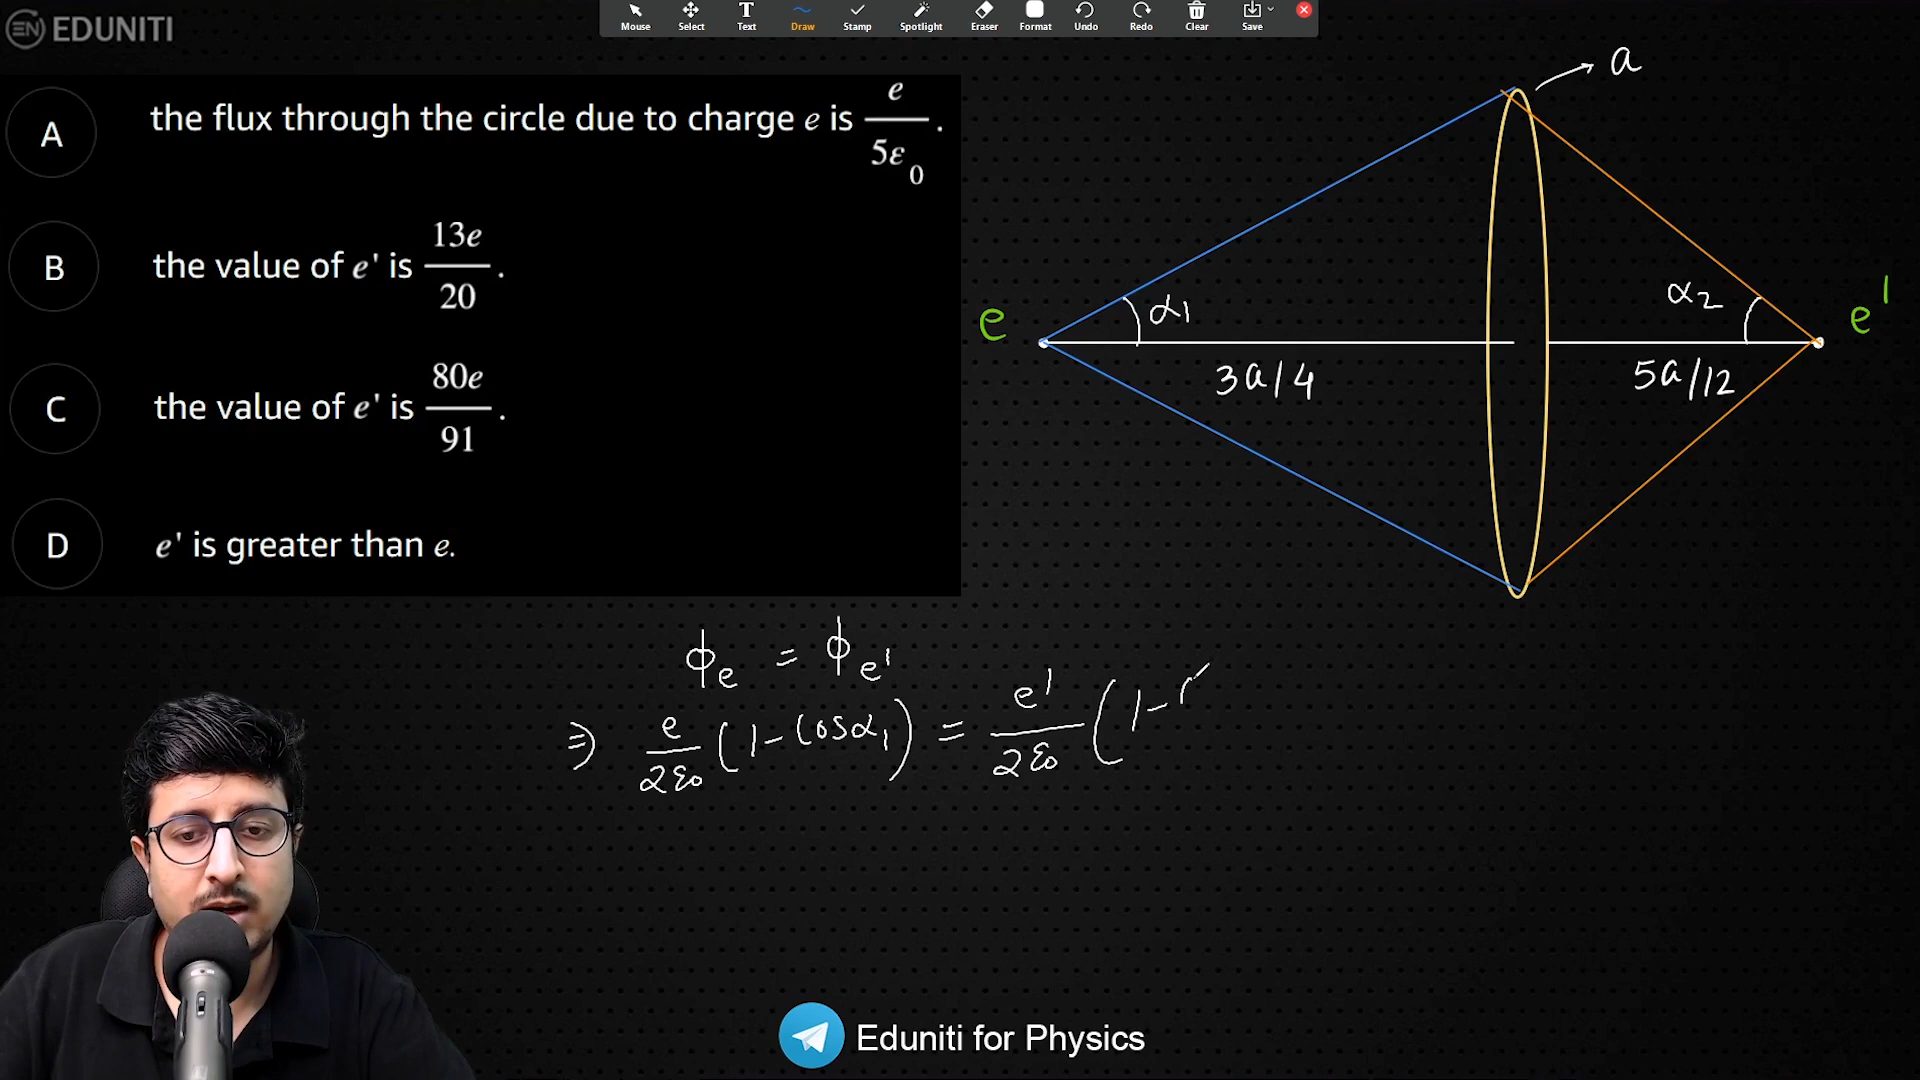 EN EDUNITI
Mouse Select Text Draw Stamp Spotlight Eraser Format Undo Redo Clear Save
A the flux through the circle due to charge e is e/5ε₀.
B the value of e' is 13e/20.
C the value of e' is 80e/91.
D e' is greater than e.
a
e α₁ 3a/4
α₂ 5a/12 e'
ϕe = ϕe'
⇒ e/2ε₀ (1 - cosα₁) = e'/2ε₀ (1 -
Eduniti for Physics